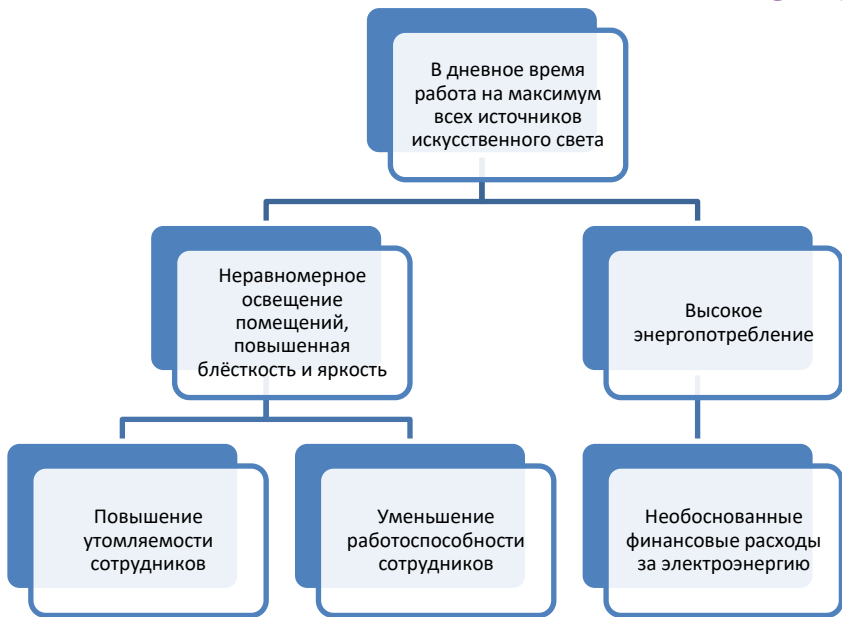 В дневное время
работа на максимум
всех источников
искусственного света
Неравномерное
освещение
помещений,
повышенная
блёсткость и яркость
Высокое
энергопотребление
Повышение
утомляемости
сотрудников
Уменьшение
работоспособности
сотрудников
Необоснованные
финансовые расходы
за электроэнергию